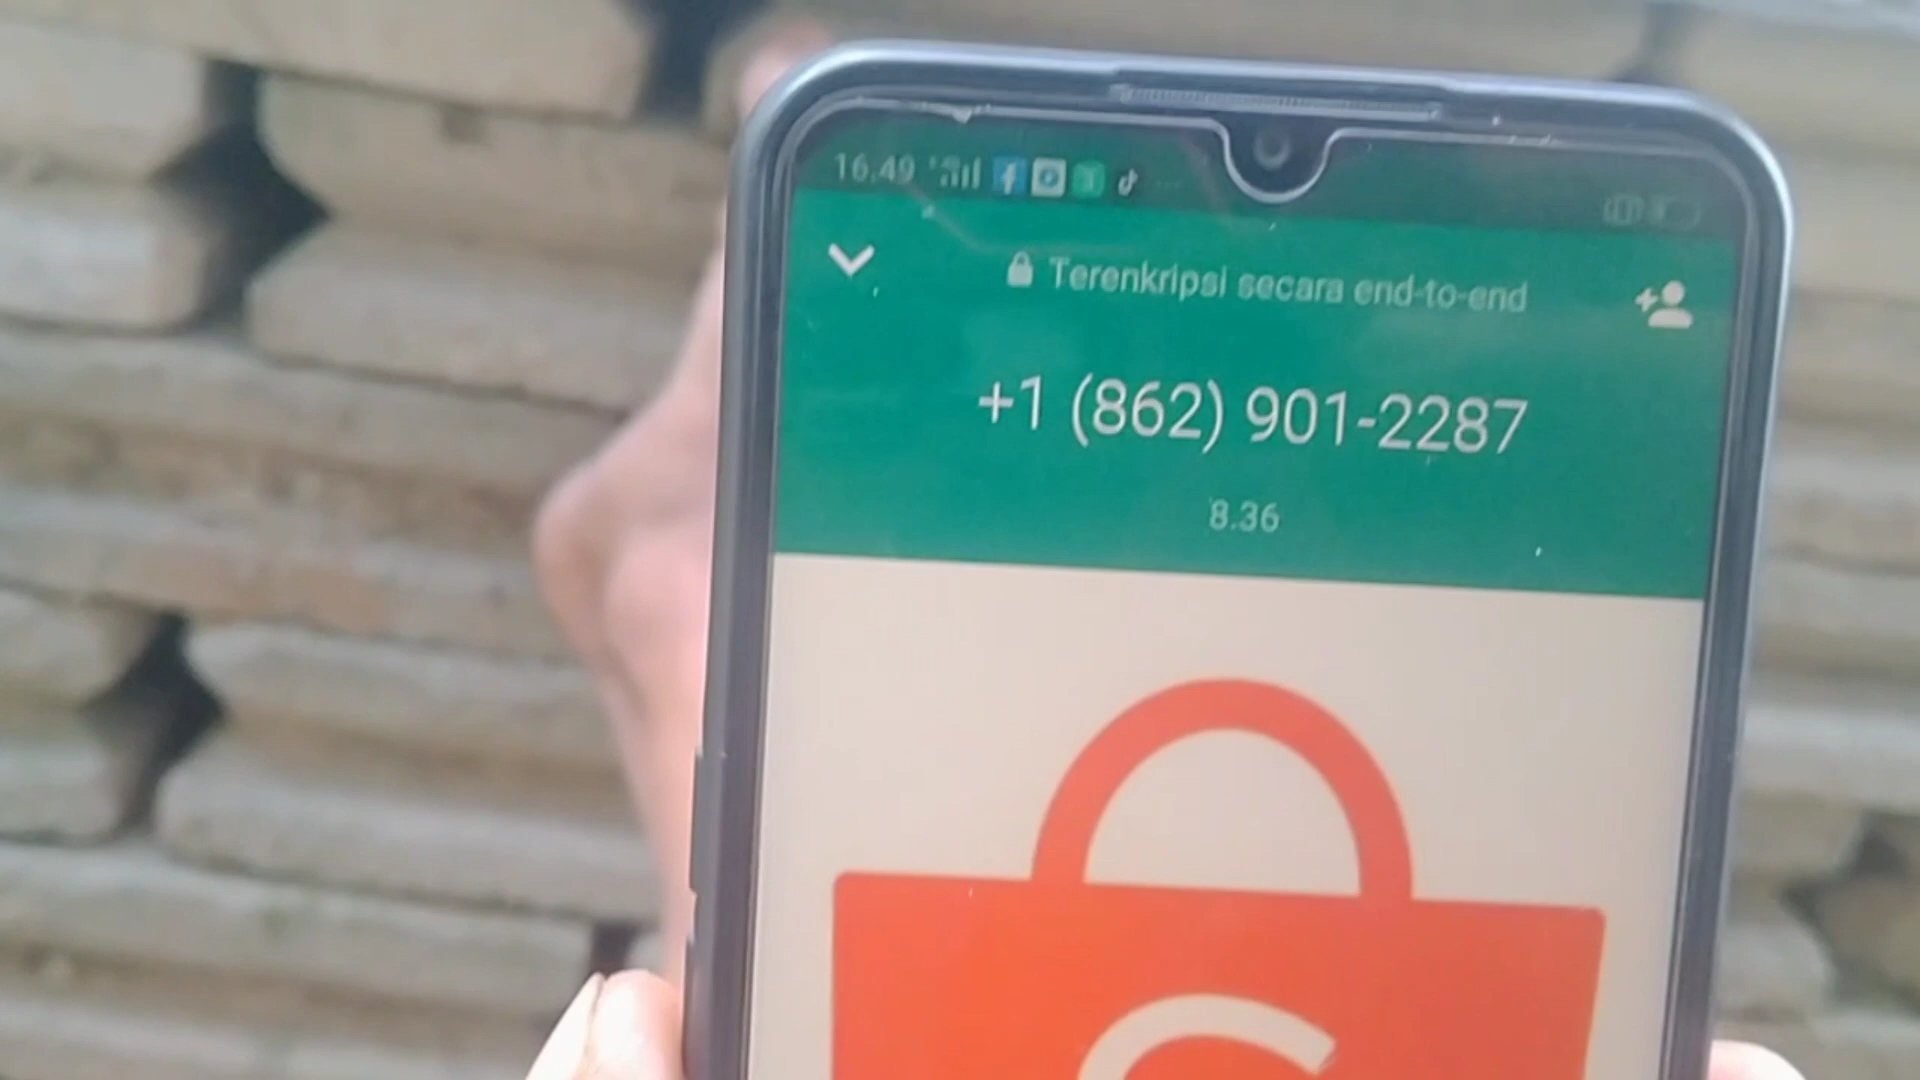 16.49
Terenkripsi secara end-to-end
+1 (862) 901-2287
8.36